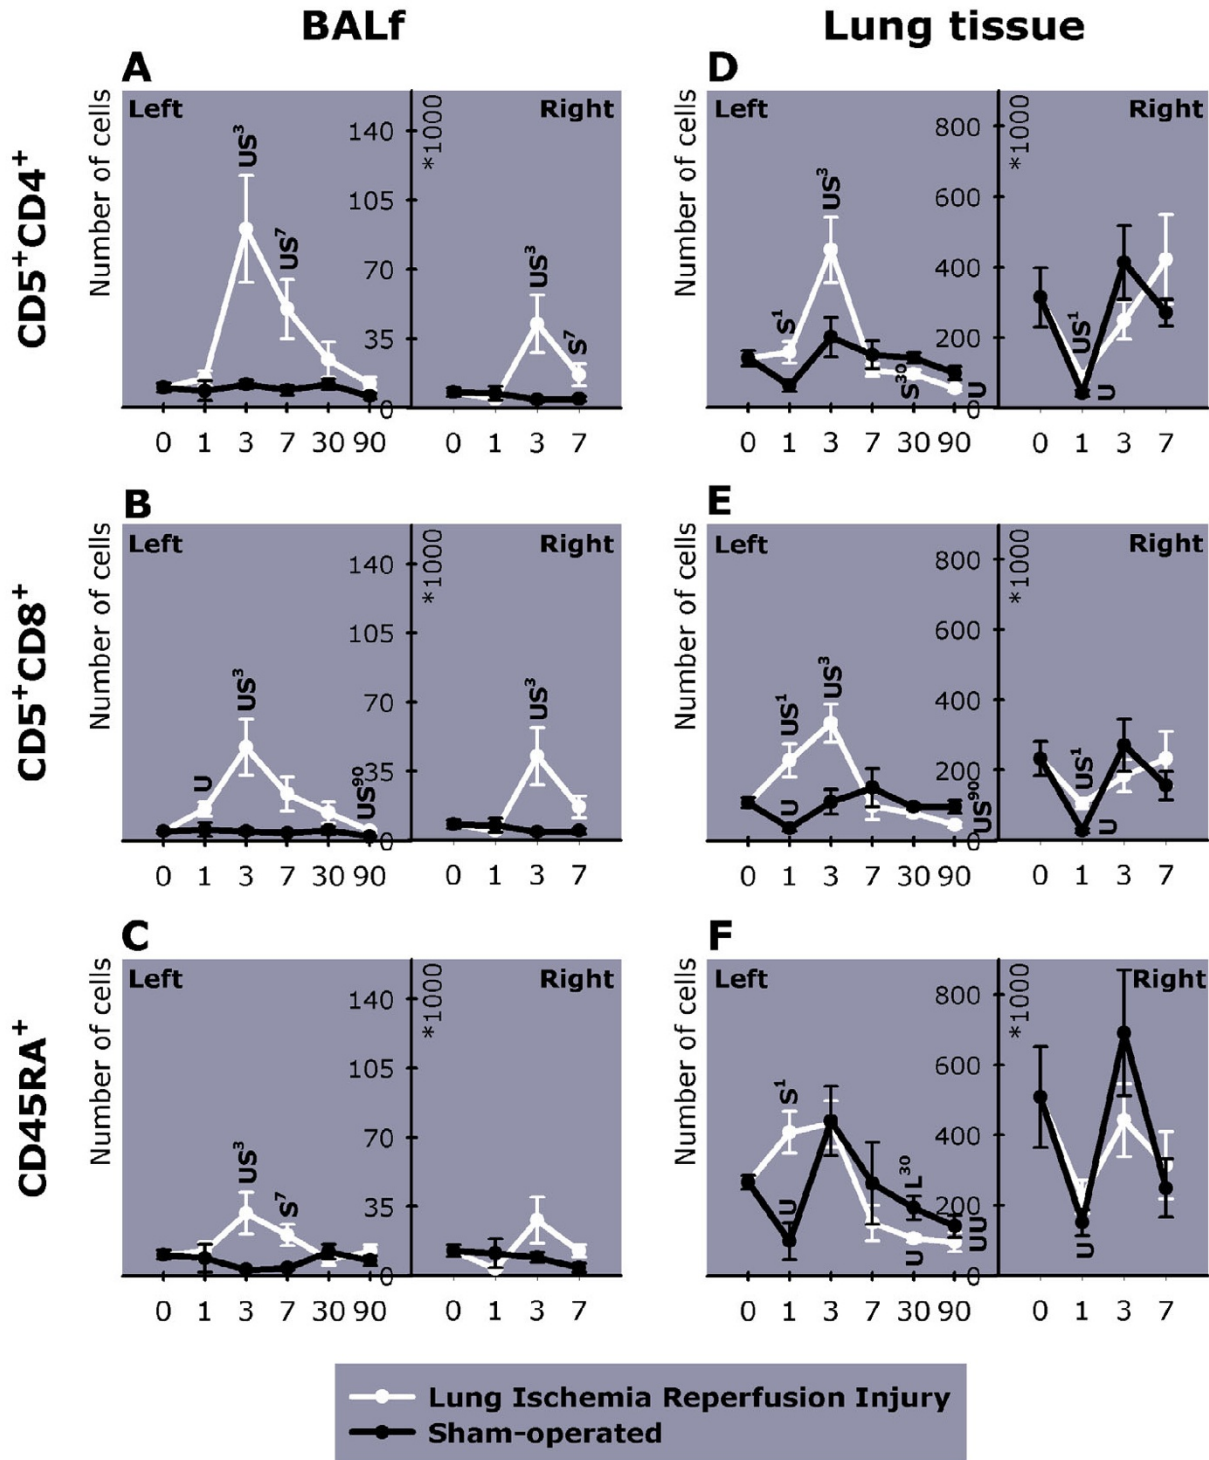 BALf
Lung tissue
CD5⁺CD4⁺
A
Number of cells
Left
Right
*1000
140
105
70
35
0
US³
US⁷
US³
S⁷
0 1 3 7 30 90
0 1 3 7
D
Number of cells
Left
Right
*1000
800
600
400
200
0
S¹
US³
S³⁰
U
US¹
U
0 1 3 7 30 90
0 1 3 7
CD5⁺CD8⁺
B
Number of cells
Left
Right
*1000
140
105
70
35
0
U
US³
US⁹⁰
US³
0 1 3 7 30 90
0 1 3 7
E
Number of cells
Left
Right
*1000
800
600
400
200
0
US¹
U
US³
US⁹⁰
US¹
U
0 1 3 7 30 90
0 1 3 7
CD45RA⁺
C
Number of cells
Left
Right
*1000
140
105
70
35
0
US³
S⁷
0 1 3 7 30 90
0 1 3 7
F
Number of cells
Left
Right
*1000
800
600
400
200
0
S¹
U
L³⁰
U
UU
U
0 1 3 7 30 90
0 1 3 7
Lung Ischemia Reperfusion Injury
Sham-operated